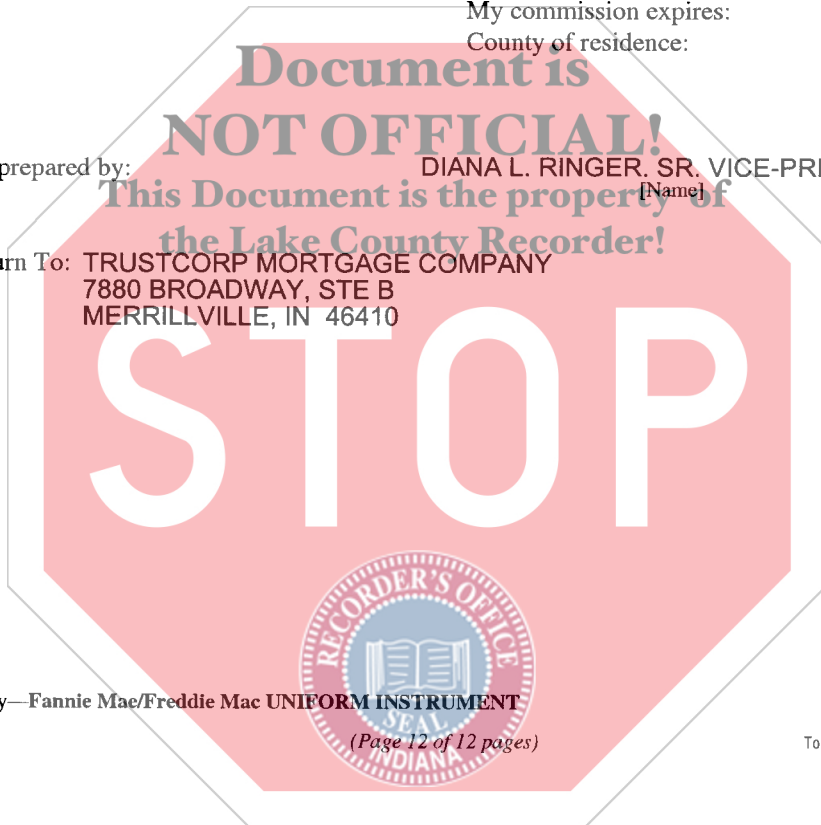 My commission expires:
County of residence:
Document is
NOT OFFICIAL!
prepared by: DIANA L. RINGER. SR. VICE-PRE
[Name]
This Document is the property of
the Lake County Recorder!
urn To: TRUSTCORP MORTGAGE COMPANY
7880 BROADWAY, STE B
MERRILLVILLE, IN 46410
STOP
RECORDER'S OFFICE
SEAL
INDIANA
y—Fannie Mae/Freddie Mac UNIFORM INSTRUMENT
(Page 12 of 12 pages)
To